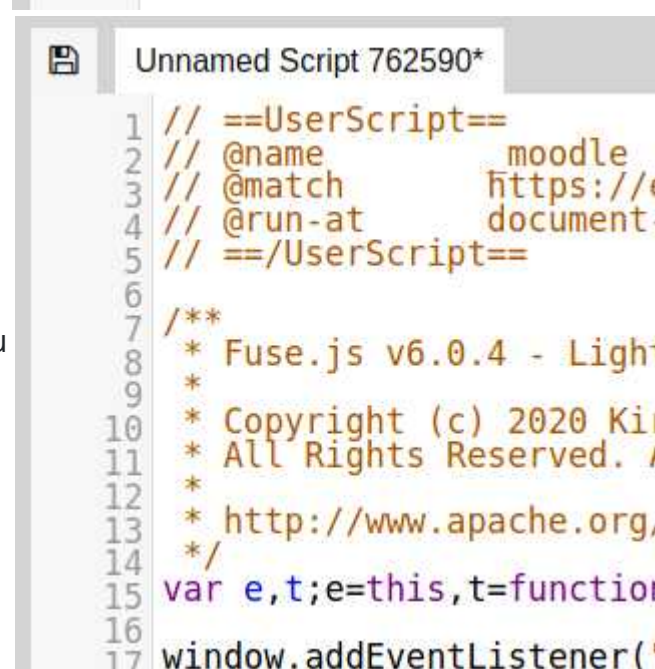 Unnamed Script 762590*
1 // ==UserScript==
2 // @name         _moodle
3 // @match        https://e
4 // @run-at       document-
5 // ==/UserScript==
6
7 /**
8  * Fuse.js v6.0.4 - Light
9  *
10  * Copyright (c) 2020 Kir
11  * All Rights Reserved. A
12  *
13  * http://www.apache.org/
14  */
15 var e,t;e=this,t=function
16
17 window.addEventListener("